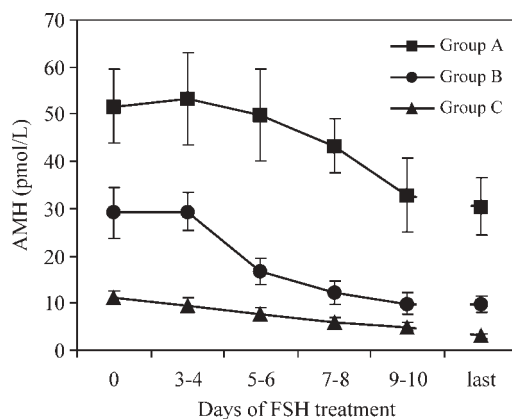 70
60
50
40
30
20
10
0
AMH (pmol/L)
Group A
Group B
Group C
0 3-4 5-6 7-8 9-10 last
Days of FSH treatment